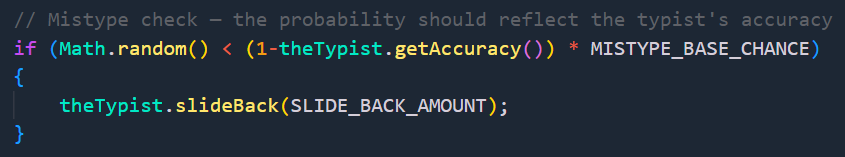 // Mistype check — the probability should reflect the typist's accuracy
if (Math.random() < (1-theTypist.getAccuracy()) * MISTYPE_BASE_CHANCE)
{
    theTypist.slideBack(SLIDE_BACK_AMOUNT);
}